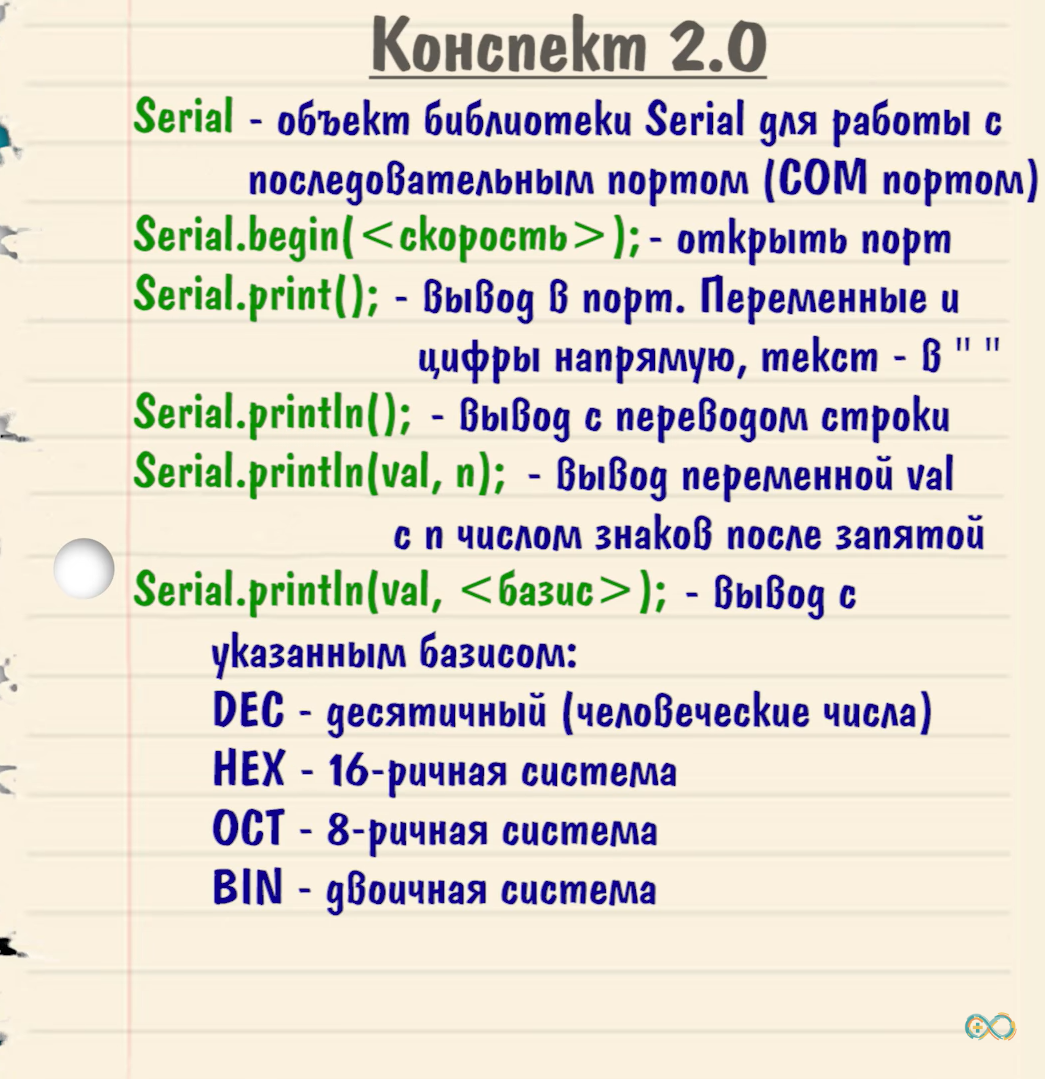 Конспект 2.0
Serial - объект библиотеки Serial для работы с
последовательным портом (COM портом)
Serial.begin(<скорость>); - открыть порт
Serial.print(); - вывод в порт. Переменные и
цифры напрямую, текст - в " "
Serial.println(); - вывод с переводом строки
Serial.println(val, n); - вывод переменной val
с n числом знаков после запятой
Serial.println(val, <базис>); - вывод с
указанным базисом:
DEC - десятичный (человеческие числа)
HEX - 16-ричная система
OCT - 8-ричная система
BIN - двоичная система